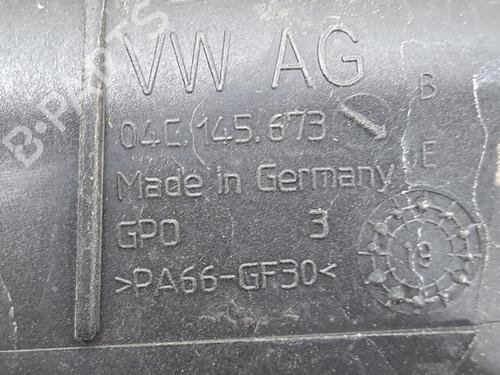 VW AG
04C.145.673
B
Made in Germany
E
GPO 3
19
>PA66-GF30<
B-PARTS